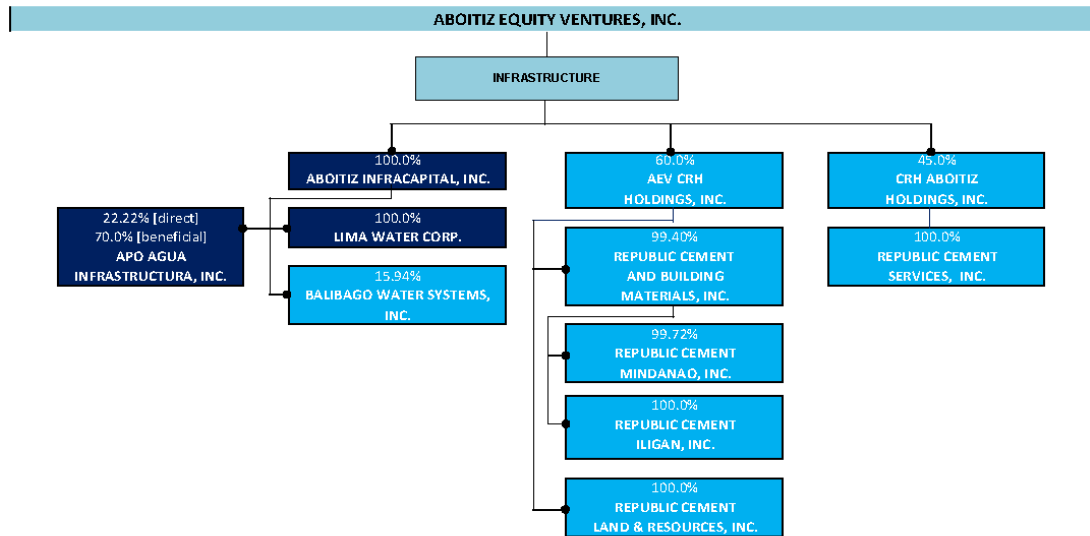 ABOITIZ EQUITY VENTURES, INC.
INFRASTRUCTURE
100.0%
ABOITIZ INFRACAPITAL, INC.
60.0%
AEV CRH
HOLDINGS, INC.
45.0%
CRH ABOITIZ
HOLDINGS, INC.
22.22% [direct]
70.0% [beneficial]
APO AGUA
INFRASTRUCTURA, INC.
100.0%
LIMA WATER CORP.
99.40%
REPUBLIC CEMENT
AND BUILDING
MATERIALS, INC.
100.0%
REPUBLIC CEMENT
SERVICES, INC.
15.94%
BALIBAGO WATER SYSTEMS,
INC.
99.72%
REPUBLIC CEMENT
MINDANAO, INC.
100.0%
REPUBLIC CEMENT
ILIGAN, INC.
100.0%
REPUBLIC CEMENT
LAND & RESOURCES, INC.